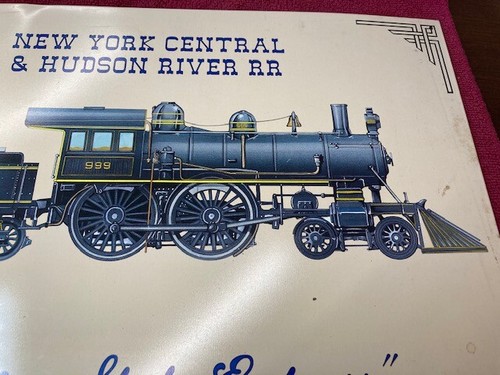 NEW YORK CENTRAL
& HUDSON RIVER RR
999